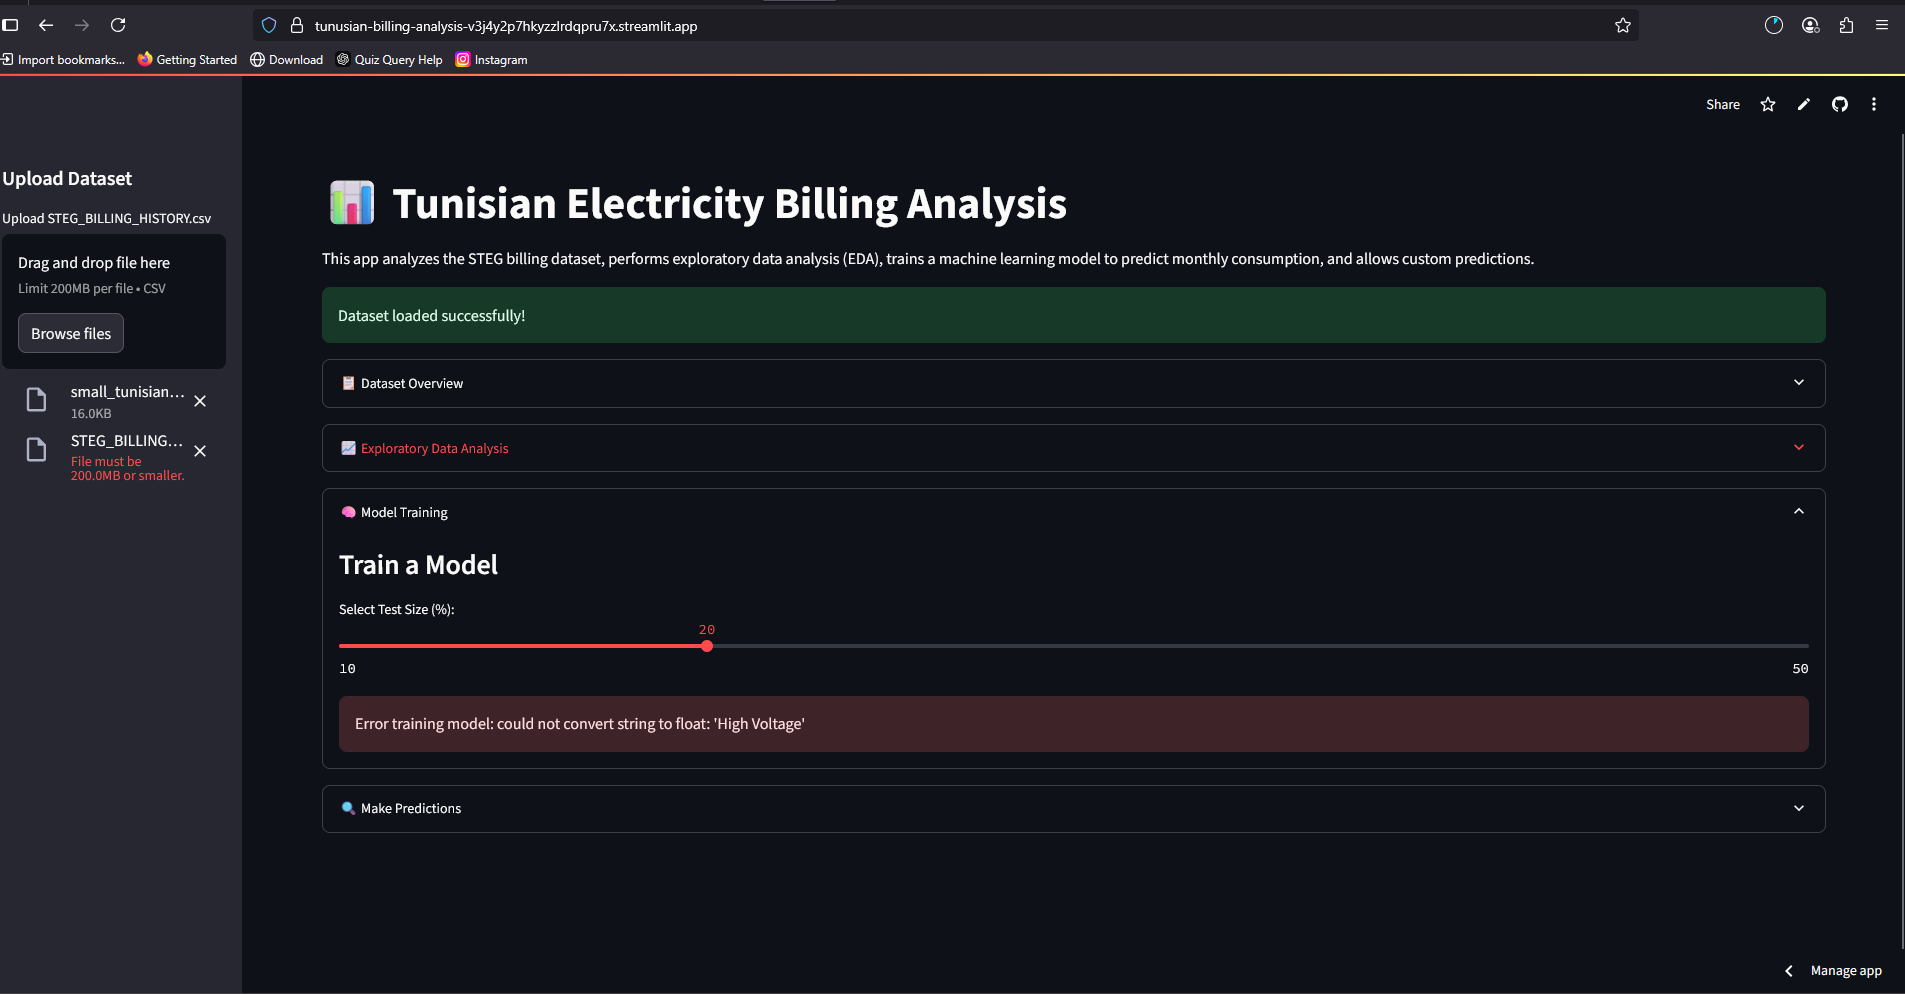 tunusian-billing-analysis-v3j4y2p7hkyzzlrdqpru7x.streamlit.app
Import bookmarks... Getting Started Download Quiz Query Help Instagram
Share
Upload Dataset
Upload STEG_BILLING_HISTORY.csv
Drag and drop file here
Limit 200MB per file • CSV
Browse files
small_tunisian...
16.0KB
STEG_BILLING...
File must be
200.0MB or smaller.
Tunisian Electricity Billing Analysis
This app analyzes the STEG billing dataset, performs exploratory data analysis (EDA), trains a machine learning model to predict monthly consumption, and allows custom predictions.
Dataset loaded successfully!
Dataset Overview
Exploratory Data Analysis
Model Training
Train a Model
Select Test Size (%):
20
10 50
Error training model: could not convert string to float: 'High Voltage'
Make Predictions
Manage app